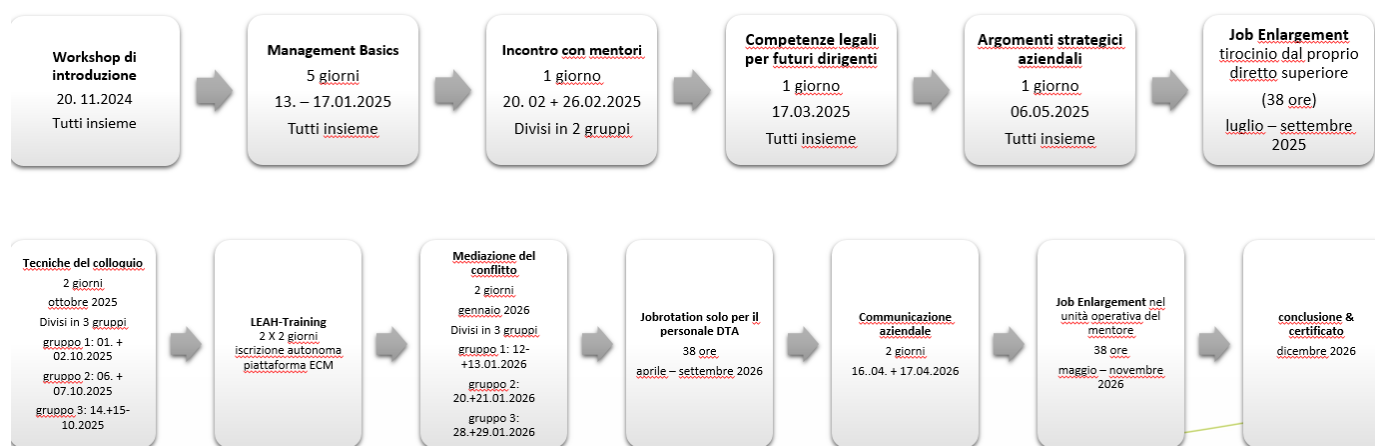 Workshop di
introduzione
20. 11.2024
Tutti insieme
Management Basics
5 giorni
13. – 17.01.2025
Tutti insieme
Incontro con mentori
1 giorno
20. 02 + 26.02.2025
Divisi in 2 gruppi
Competenze legali
per futuri dirigenti
1 giorno
17.03.2025
Tutti insieme
Argomenti strategici
aziendali
1 giorno
06.05.2025
Tutti insieme
Job Enlargement
tirocinio dal proprio
diretto superiore
(38 ore)
luglio – settembre
2025
Tecniche del colloquio
2 giorni
ottobre 2025
Divisi in 3 gruppi
gruppo 1: 01. +
02.10.2025
gruppo 2: 06. +
07.10.2025
gruppo 3: 14.+15-
10.2025
LEAH-Training
2 X 2 giorni
iscrizione autonoma
piattaforma ECM
Mediazione del
conflitto
2 giorni
gennaio 2026
Divisi in 3 gruppi
gruppo 1: 12-
+13.01.2026
gruppo 2:
20.+21.01.2026
gruppo 3:
28.+29.01.2026
Jobrotation solo per il
personale DTA
38 ore
aprile – settembre 2026
Communicazione
aziendale
2 giorni
16..04. + 17.04.2026
Job Enlargement nel
unità operativa del
mentore
38 ore
maggio – novembre
2026
conclusione &
certificato
dicembre 2026